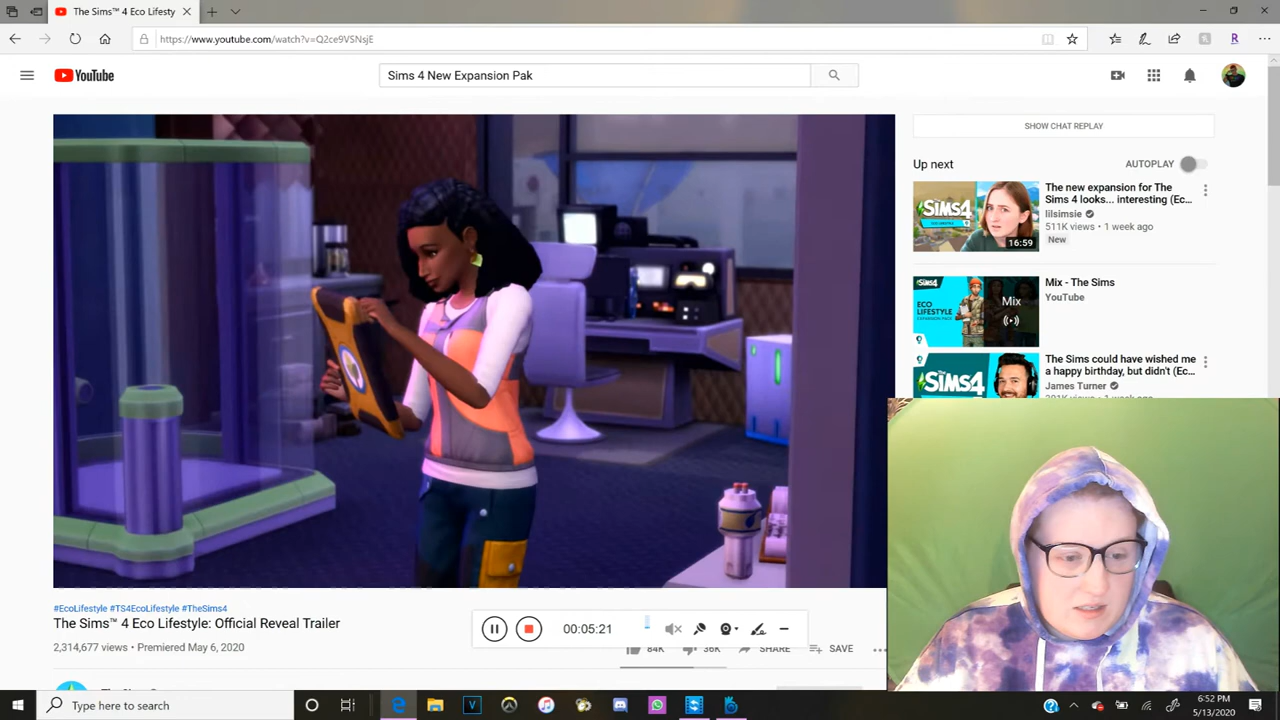 The Sims™ 4 Eco Lifesty
https://www.youtube.com/watch?v=Q2ce9VSNsjE
YouTube
Sims 4 New Expansion Pak
SHOW CHAT REPLAY
Up next
AUTOPLAY
The new expansion for The
Sims 4 looks... interesting (Ec...
lilsimsie
511K views • 1 week ago
New
SIMS4
16:59
Mix - The Sims
YouTube
ECO
LIFESTYLE
Mix
The Sims could have wished me
a happy birthday, but didn't (Ec...
James Turner
SIMS4
#EcoLifestyle #TS4EcoLifestyle #TheSims4
The Sims™ 4 Eco Lifestyle: Official Reveal Trailer
2,314,677 views • Premiered May 6, 2020
00:05:21
84K
36K
SHARE
SAVE
Type here to search
6:52 PM
5/13/2020